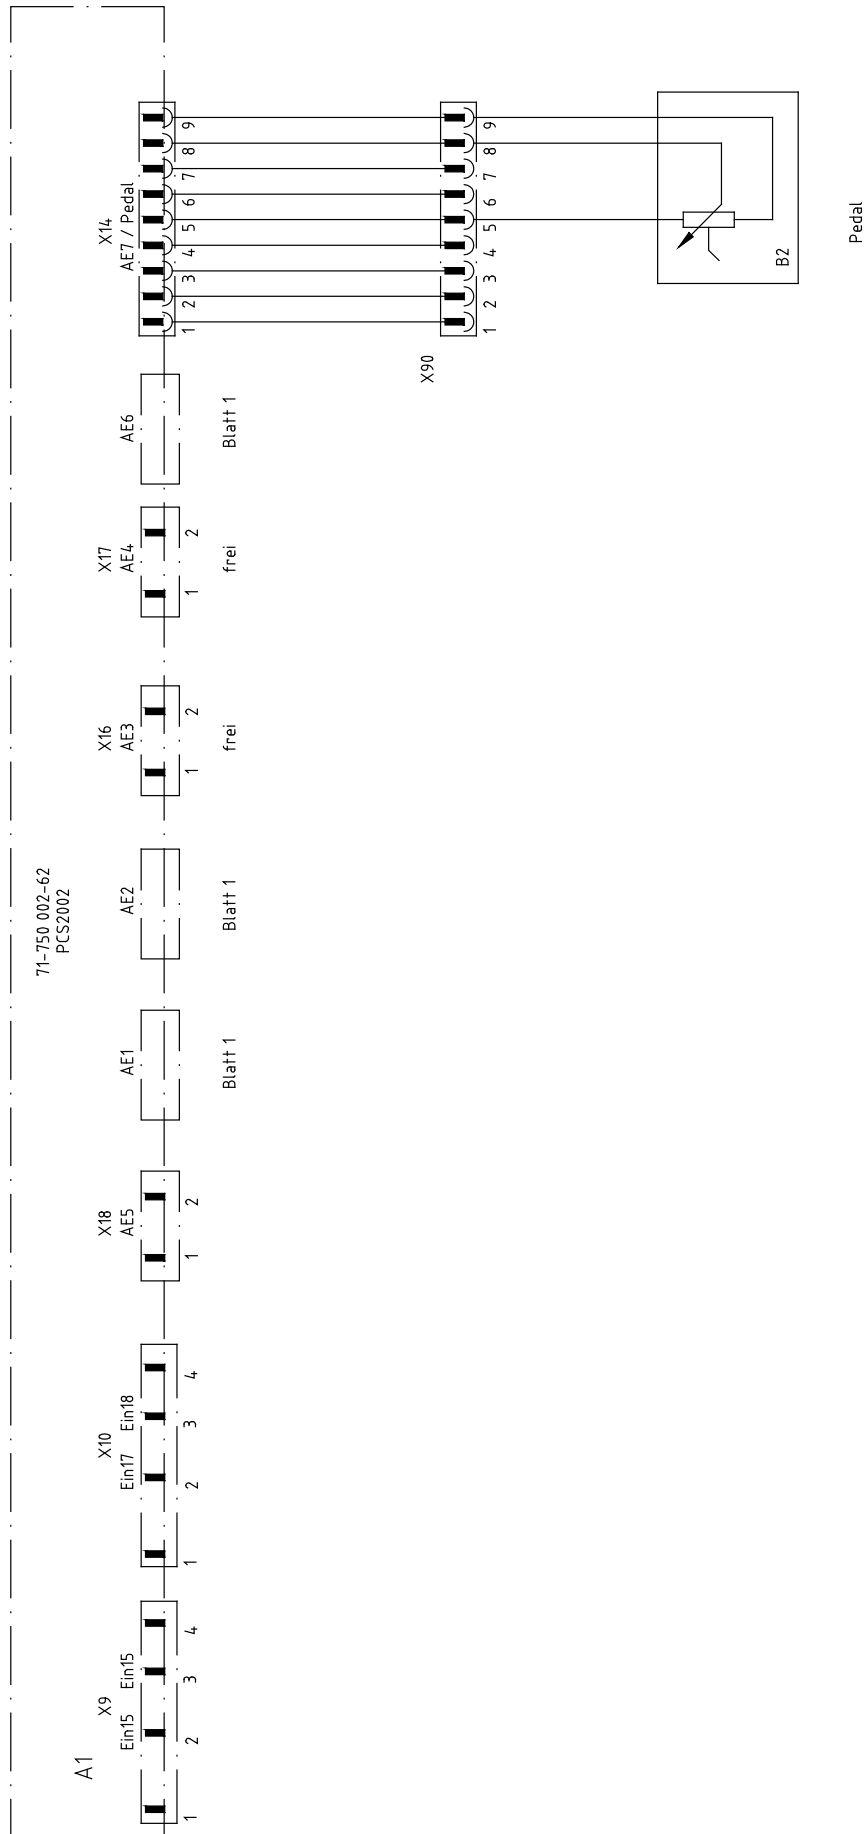 A1
71-750 002-62
PCS2002
X9
Ein15
Ein15
1
2
3
4
X10
Ein17
Ein18
1
2
3
4
X18
AE5
1
2
AE1
Blatt 1
AE2
Blatt 1
X16
AE3
1
2
frei
X17
AE4
1
2
frei
AE6
Blatt 1
X14
AE7 / Pedal
1
2
3
4
5
6
7
8
9
X90
1
2
3
4
5
6
7
8
9
B2
Pedal